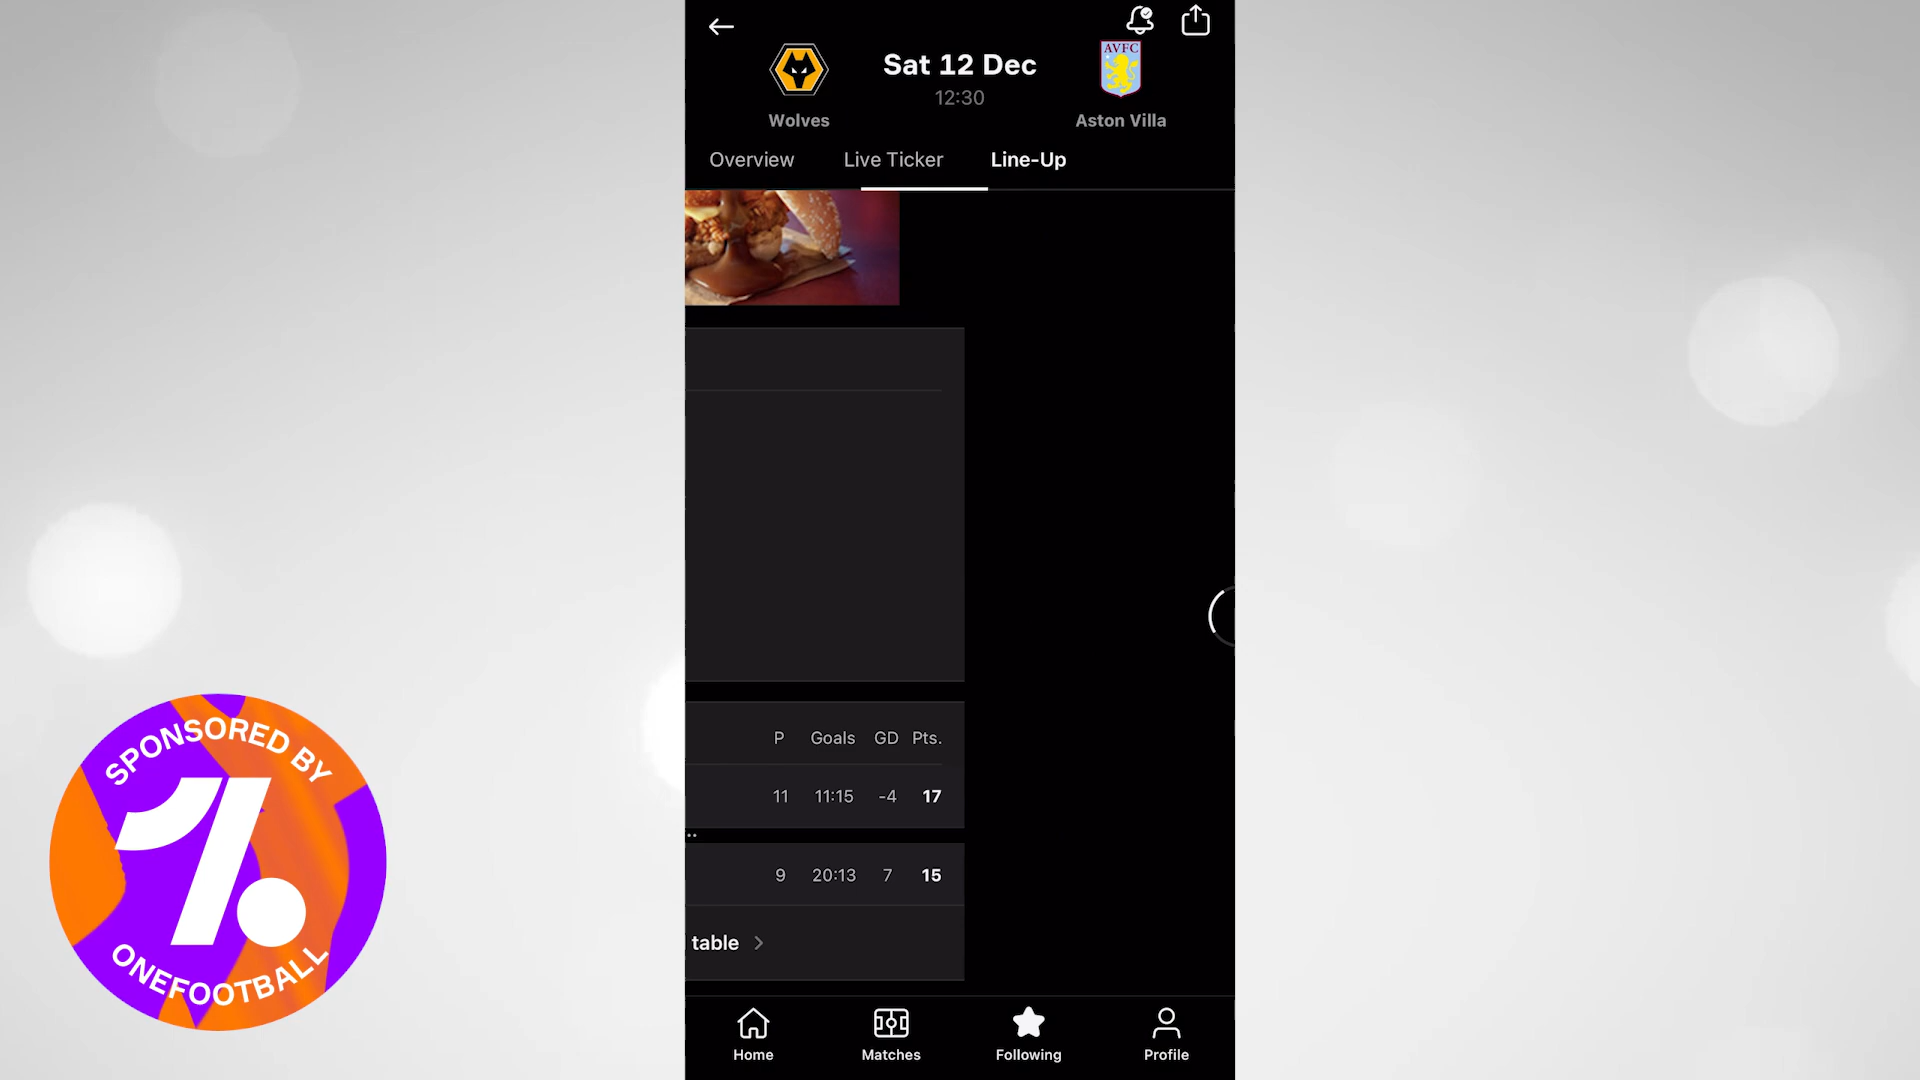 Sat 12 Dec
12:30
AVFC
Wolves
Aston Villa
Overview
Live Ticker
Line-Up
P Goals GD Pts.
11 11:15 -4 17
9 20:13 7 15
table
Home
Matches
Following
Profile
SPONSORED BY
ONEFOOTBALL